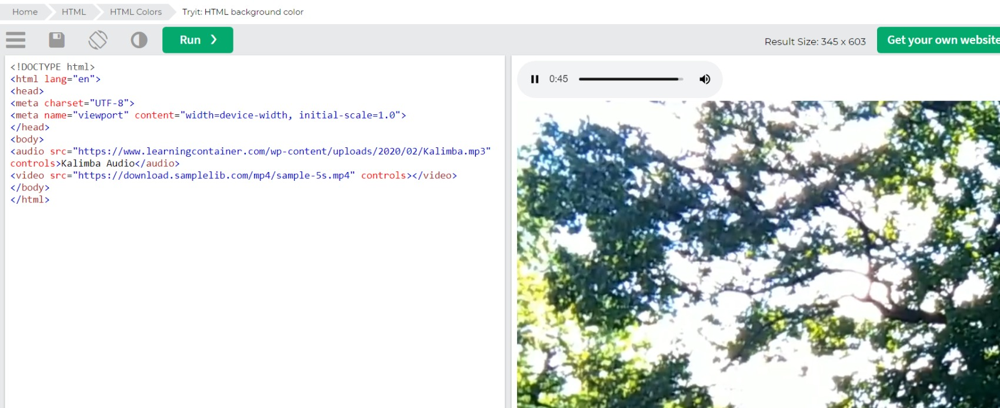 Home HTML HTML Colors Tryit: HTML background color
Run ❯ Result Size: 345 x 603 Get your own website
<!DOCTYPE html>
<html lang="en">
<head>
<meta charset="UTF-8">
<meta name="viewport" content="width=device-width, initial-scale=1.0">
</head>
<body>
<audio src="https://www.learningcontainer.com/wp-content/uploads/2020/02/Kalimba.mp3"
controls>Kalimba Audio</audio>
<video src="https://download.samplelib.com/mp4/sample-5s.mp4" controls></video>
</body>
</html>
0:45